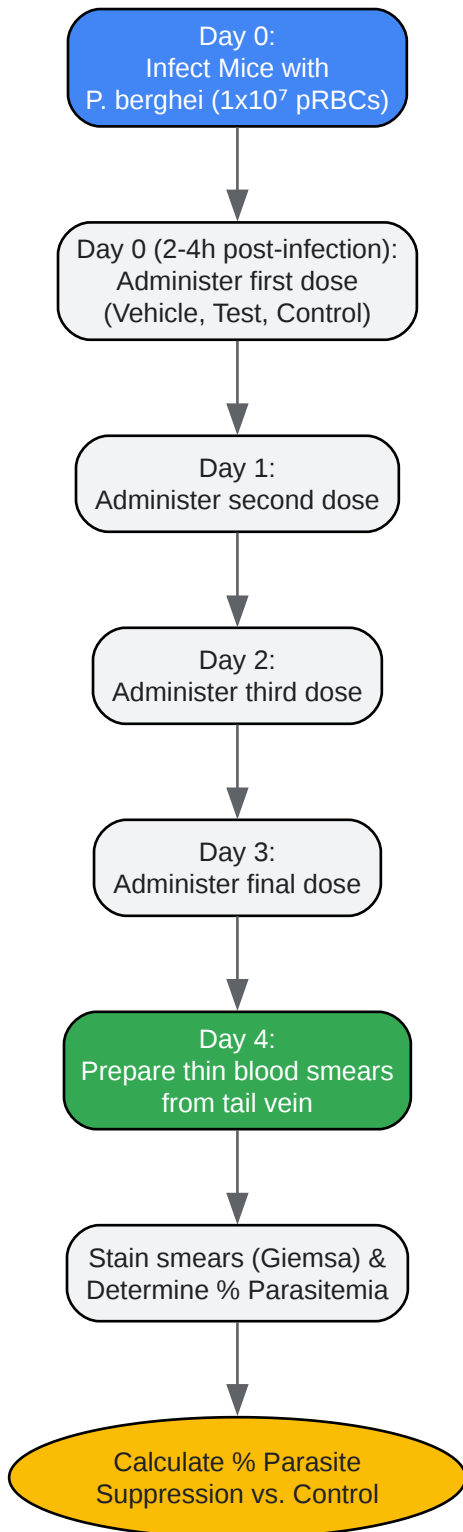 Day 0:
Infect Mice with
P. berghei (1x10⁷ pRBCs)
Day 0 (2-4h post-infection):
Administer first dose
(Vehicle, Test, Control)
Day 1:
Administer second dose
Day 2:
Administer third dose
Day 3:
Administer final dose
Day 4:
Prepare thin blood smears
from tail vein
Stain smears (Giemsa) &
Determine % Parasitemia
Calculate % Parasite
Suppression vs. Control